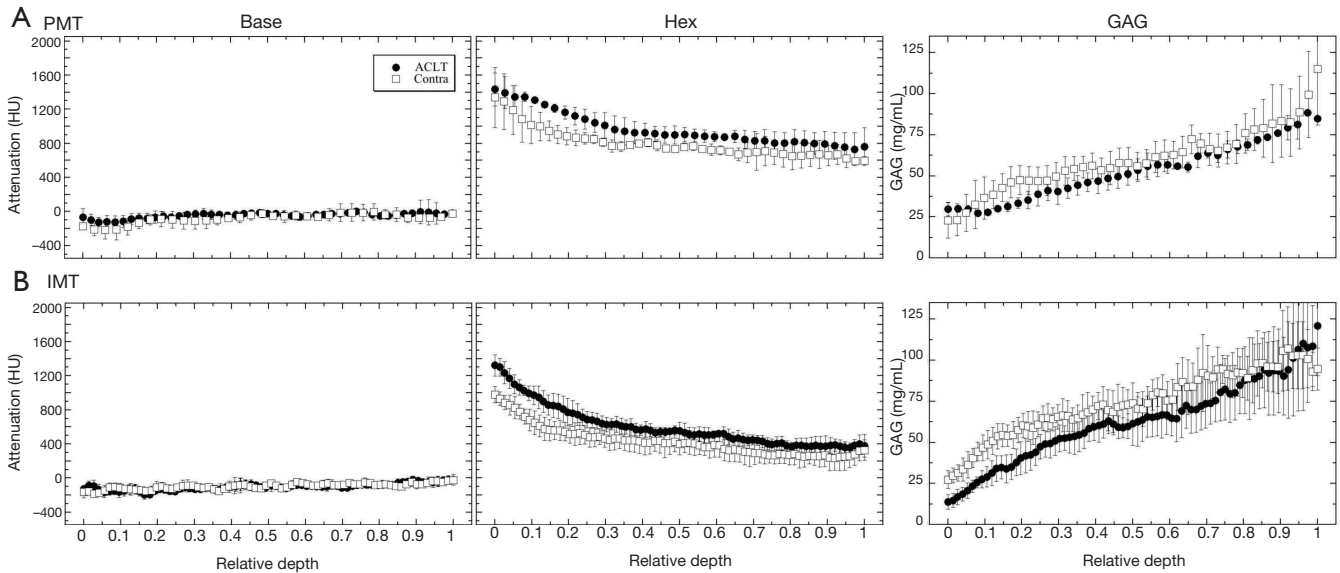 A PMT Base Hex GAG
Attenuation (HU)
2000
1600
1200
800
400
0
−400
ACLT
Contra
GAG (mg/mL)
125
100
75
50
25
0
B IMT
Attenuation (HU)
2000
1600
1200
800
400
0
−400
GAG (mg/mL)
125
100
75
50
25
0
0 0.1 0.2 0.3 0.4 0.5 0.6 0.7 0.8 0.9 1
0 0.1 0.2 0.3 0.4 0.5 0.6 0.7 0.8 0.9 1
0 0.1 0.2 0.3 0.4 0.5 0.6 0.7 0.8 0.9 1
Relative depth
Relative depth
Relative depth